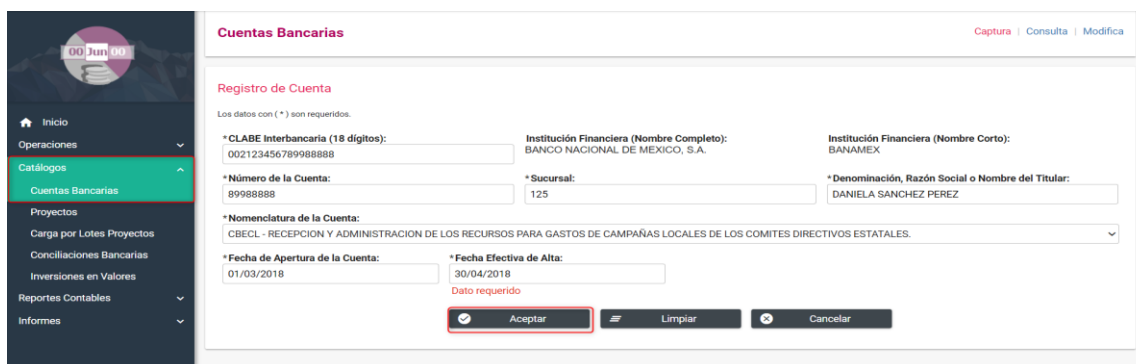 00 Jun 00
Inicio
Operaciones
Catálogos
Cuentas Bancarias
Proyectos
Carga por Lotes Proyectos
Conciliaciones Bancarias
Inversiones en Valores
Reportes Contables
Informes
Cuentas Bancarias
Captura | Consulta | Modifica
Registro de Cuenta
Los datos con ( * ) son requeridos.
*CLABE Interbancaria (18 dígitos): Institución Financiera (Nombre Completo): Institución Financiera (Nombre Corto):
002123456789988888 BANCO NACIONAL DE MEXICO, S.A. BANAMEX
*Número de la Cuenta: *Sucursal: *Denominación, Razón Social o Nombre del Titular:
89988888 125 DANIELA SANCHEZ PEREZ
*Nomenclatura de la Cuenta:
CBECL - RECEPCION Y ADMINISTRACION DE LOS RECURSOS PARA GASTOS DE CAMPAÑAS LOCALES DE LOS COMITES DIRECTIVOS ESTATALES.
*Fecha de Apertura de la Cuenta: *Fecha Efectiva de Alta:
01/03/2018 30/04/2018
Dato requerido
Aceptar Limpiar Cancelar